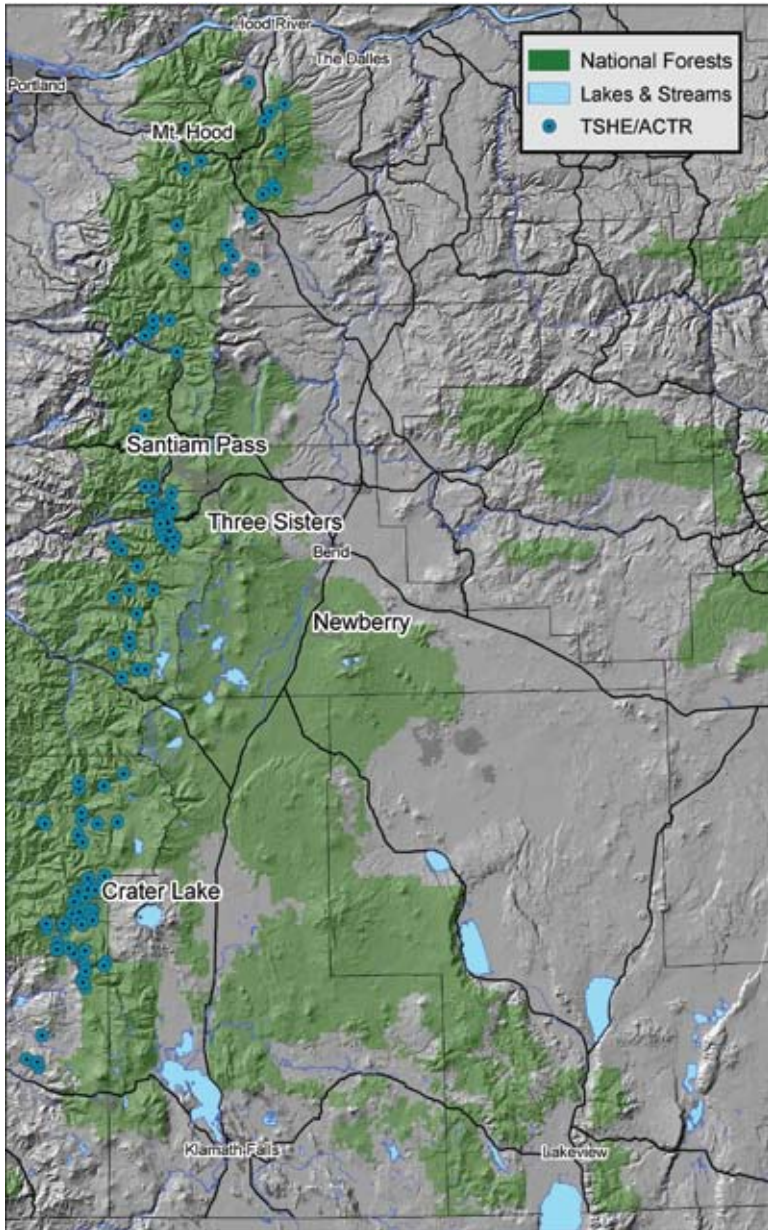 Hood River
The Dalles
Portland
National Forests
Lakes & Streams
TSHE/ACTR
Mt. Hood
Santiam Pass
Three Sisters
Bend
Newberry
Crater Lake
Klamath Falls
Lakeview